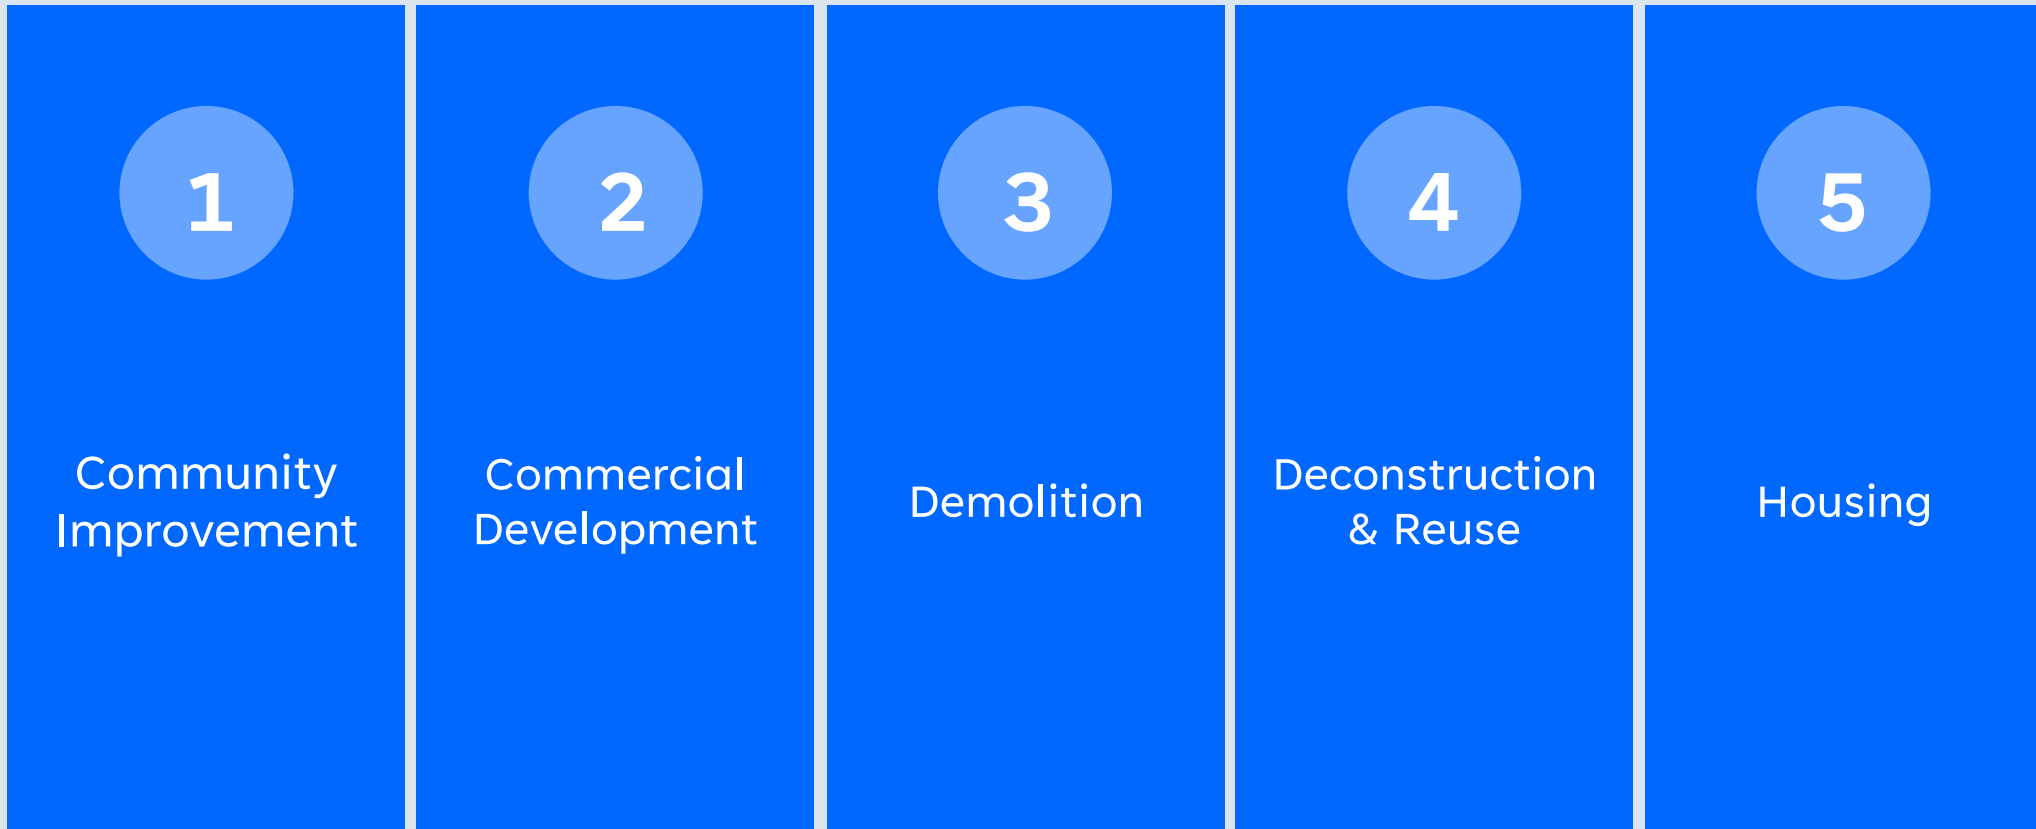 1
Community
Improvement
2
Commercial
Development
3
Demolition
4
Deconstruction
& Reuse
5
Housing